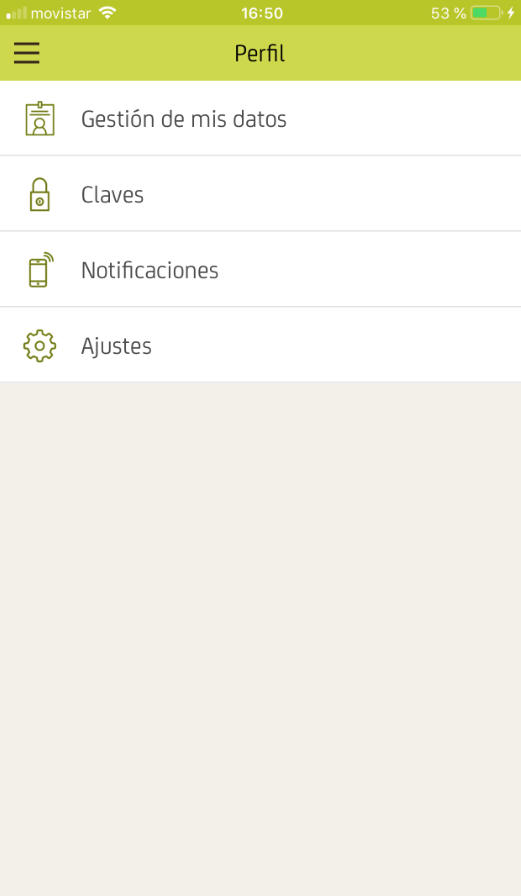 movistar 16:50 53 %
Perfil
Gestión de mis datos
Claves
Notificaciones
Ajustes